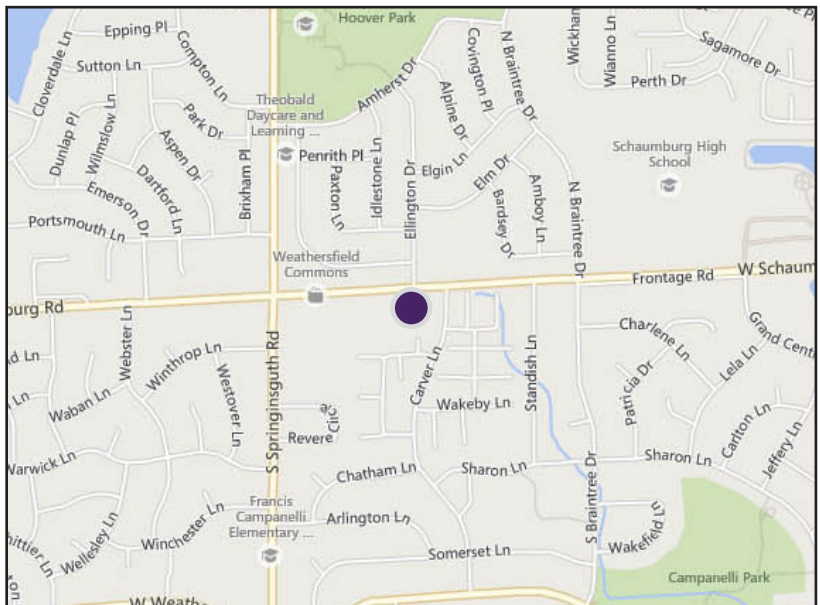 Hoover Park
Epping Pl
Compton Ln
Cloverdale Ln
Sutton Ln
Covington Pl
N Braintree Dr
Wianno Ln
Sagamore Dr
Perth Dr
Amherst Dr
Theobald
Daycare and
Learning ...
Alpine Dr
Dunlap Pl
Wilmslow Ln
Park Dr
Aspen Dr
Brixham Pl
Penrith Pl
Paxton Ln
Idlestone Ln
Ellington Dr
Elgin Ln
Elm Dr
Schaumburg High
School
Emerson Dr
Dartford Ln
Bardsey Dr
Amboy Ln
N Braintree Dr
Portsmouth Ln
Weathersfield
Commons
Frontage Rd
W Schaum
burg Rd
Webster Ln
Winthrop Ln
Westover Ln
Waban Ln
S Springinsguth Rd
Carver Ln
Standish Ln
Charlene Ln
Patricia Dr
Lela Ln
Grand Cent
Wakeby Ln
Revere Circle
Carlton Ln
Jeffery Ln
Warwick Ln
Chatham Ln
Sharon Ln
Sharon Ln
S Braintree Dr
Wellesley Ln
Winchester Ln
Francis
Campanelli
Elementary ...
Arlington Ln
Wakefield Ln
Somerset Ln
Campanelli Park
W Weathe